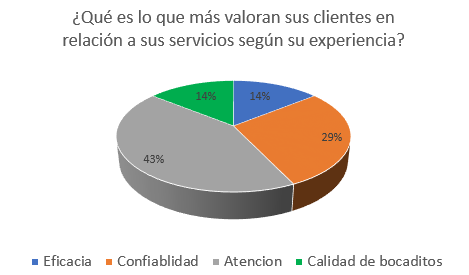 ¿Qué es lo que más valoran sus clientes en
relación a sus servicios según su experiencia?
14%
14%
29%
43%
Eficacia
Confiablidad
Atencion
Calidad de bocaditos